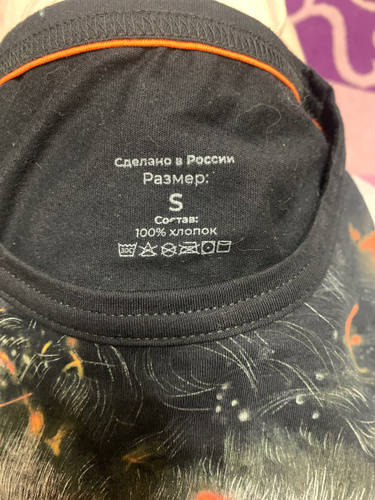 Сделано в России
Размер:
S
Состав:
100% хлопок